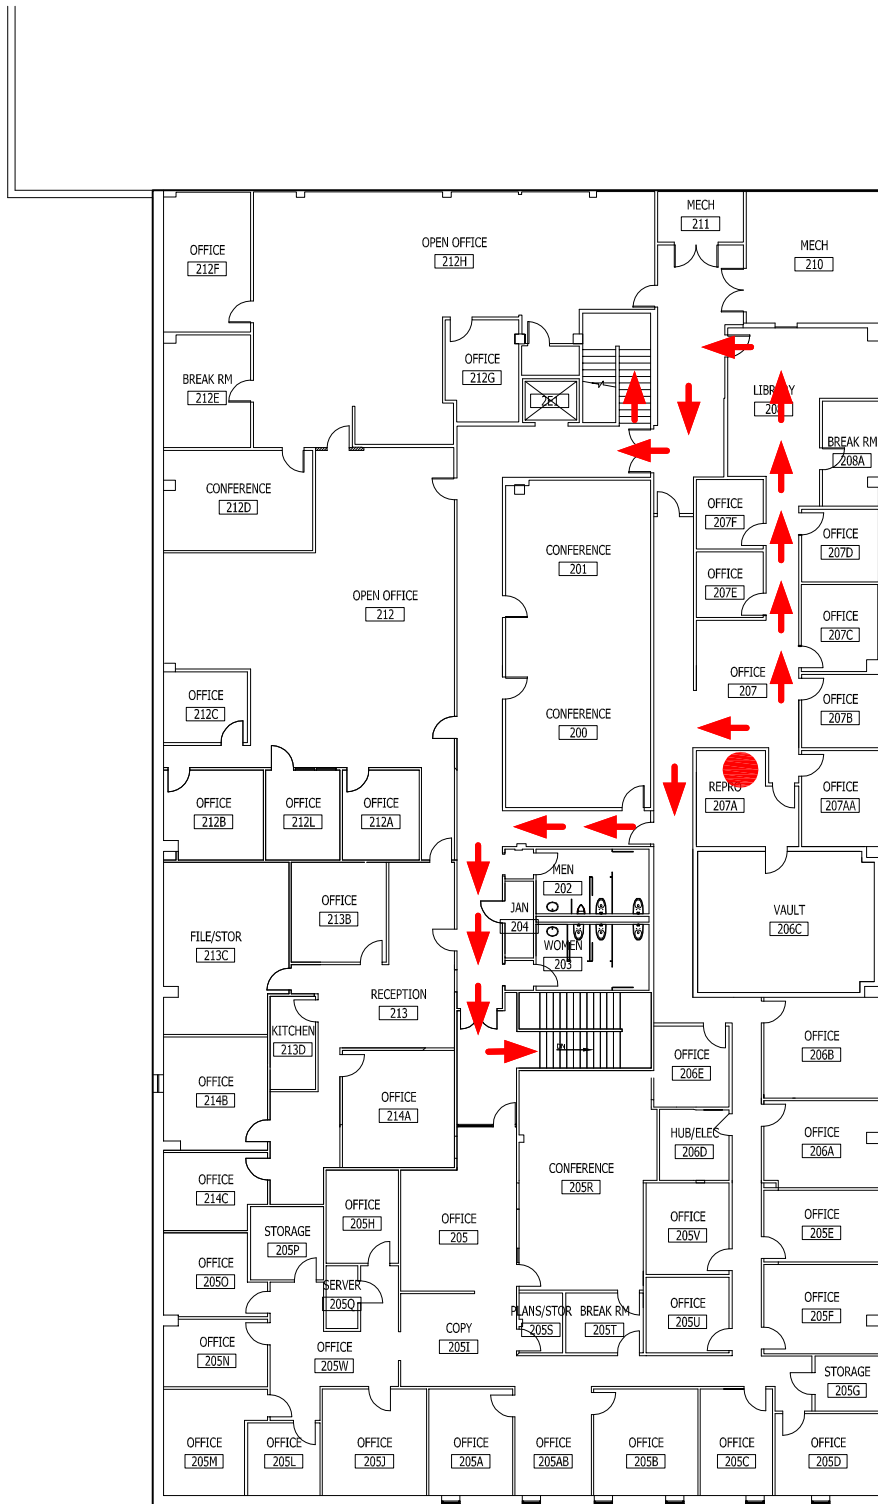 MECH
211
OFFICE
212F
OPEN OFFICE
212H
MECH
210
OFFICE
212G
BREAK RM
212E
2E1
LIBRARY
BREAK RM
208A
CONFERENCE
212D
OFFICE
207F
OFFICE
207D
CONFERENCE
201
OFFICE
207E
OPEN OFFICE
212
OFFICE
207C
OFFICE
207
OFFICE
212C
OFFICE
207B
CONFERENCE
200
REPRO
207A
OFFICE
207AA
OFFICE
212B
OFFICE
212L
OFFICE
212A
MEN
202
OFFICE
213B
JAN
204
VAULT
206C
FILE/STOR
213C
WOMEN
203
RECEPTION
213
KITCHEN
213D
DN
OFFICE
206E
OFFICE
206B
OFFICE
214B
OFFICE
214A
HUB/ELEC
206D
OFFICE
206A
CONFERENCE
205R
OFFICE
214C
OFFICE
205H
OFFICE
205
OFFICE
205V
OFFICE
205E
STORAGE
205P
OFFICE
205O
SERVER
205Q
PLANS/STOR
205S
BREAK RM
205T
OFFICE
205U
OFFICE
205F
COPY
205I
OFFICE
205N
OFFICE
205W
STORAGE
205G
OFFICE
205M
OFFICE
205L
OFFICE
205J
OFFICE
205A
OFFICE
205AB
OFFICE
205B
OFFICE
205C
OFFICE
205D